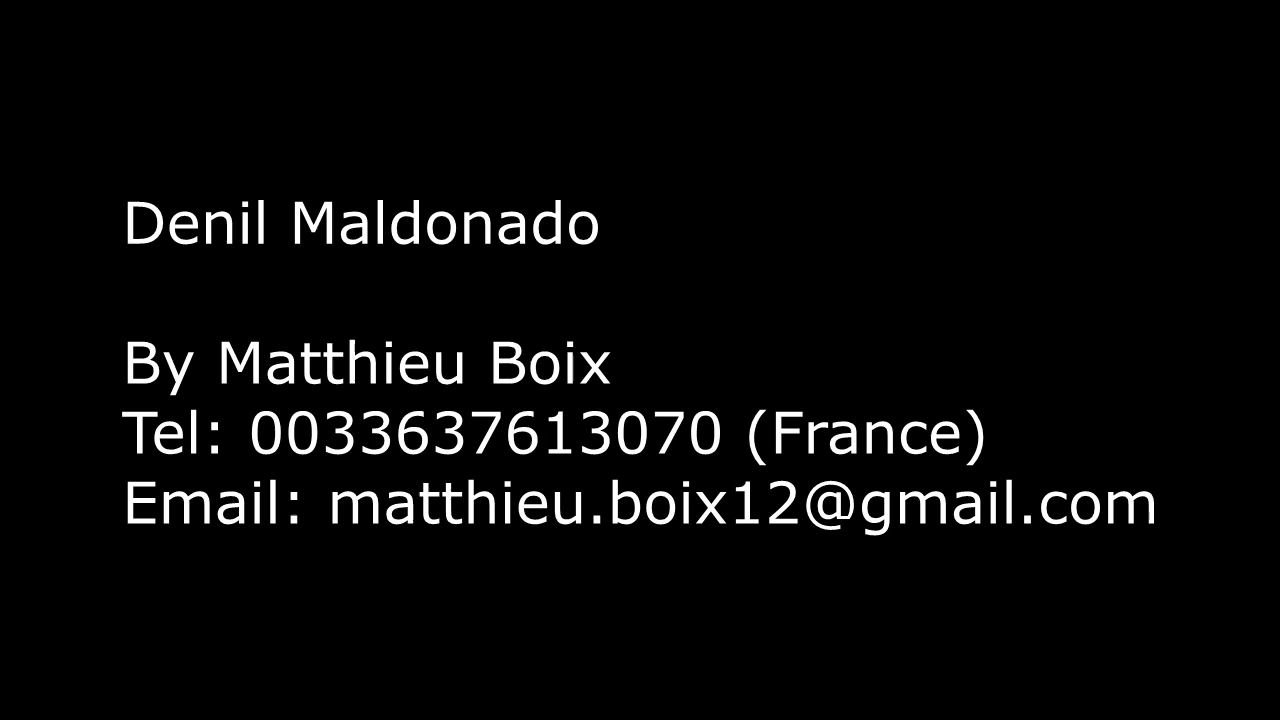 Denil Maldonado
By Matthieu Boix
Tel: 0033637613070 (France)
Email: matthieu.boix12@gmail.com